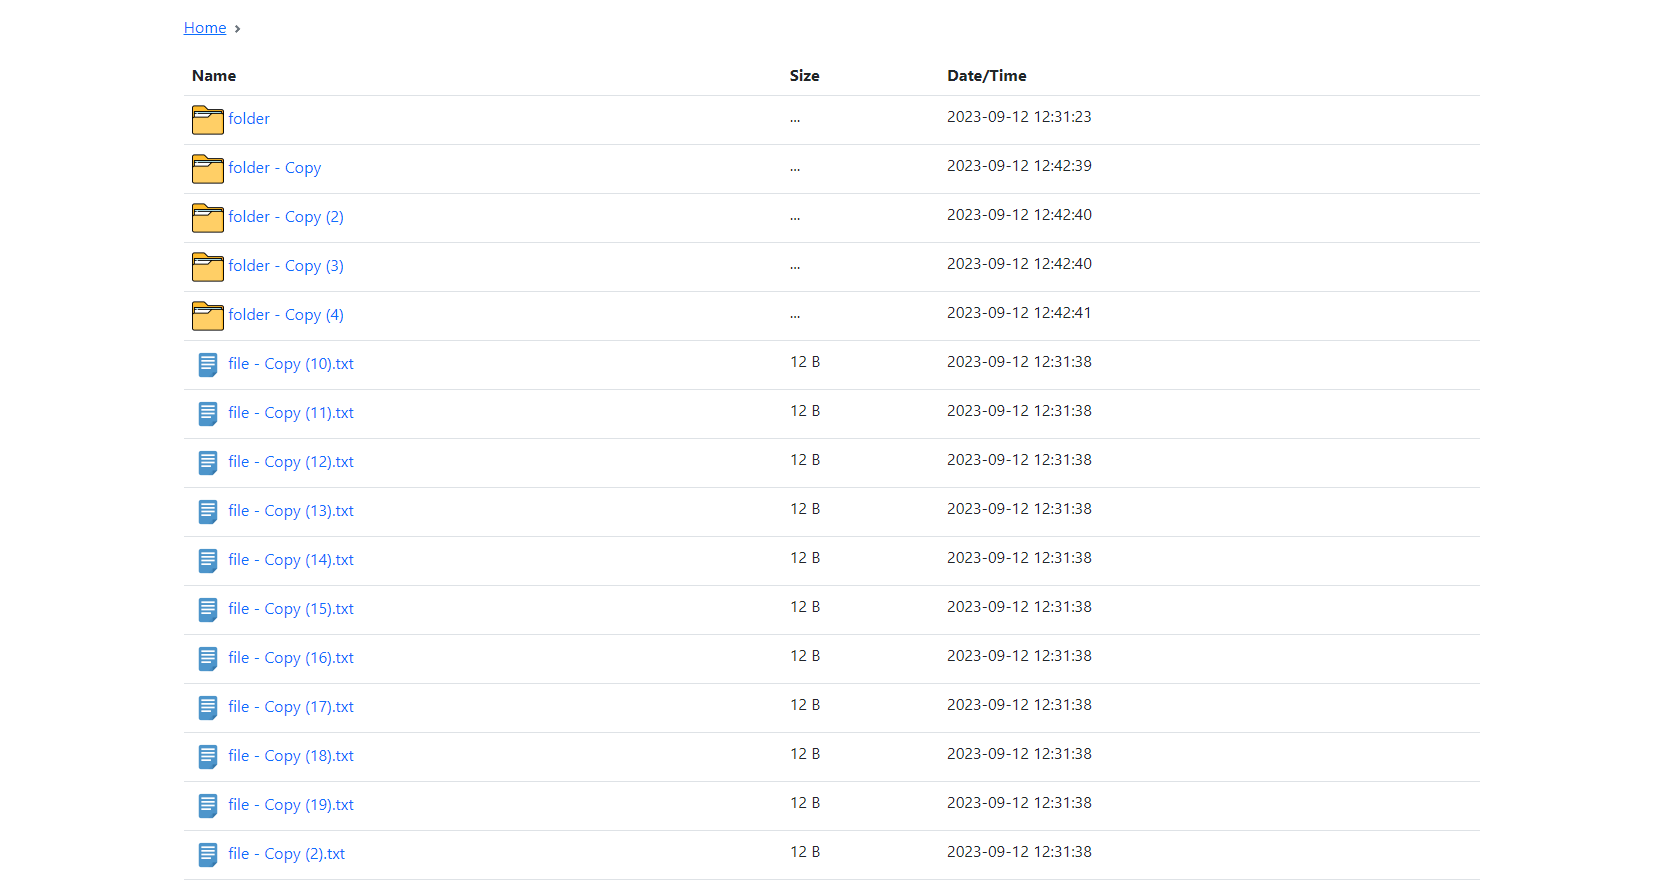 Home ›
Name Size Date/Time
folder ... 2023-09-12 12:31:23
folder - Copy ... 2023-09-12 12:42:39
folder - Copy (2) ... 2023-09-12 12:42:40
folder - Copy (3) ... 2023-09-12 12:42:40
folder - Copy (4) ... 2023-09-12 12:42:41
file - Copy (10).txt 12 B 2023-09-12 12:31:38
file - Copy (11).txt 12 B 2023-09-12 12:31:38
file - Copy (12).txt 12 B 2023-09-12 12:31:38
file - Copy (13).txt 12 B 2023-09-12 12:31:38
file - Copy (14).txt 12 B 2023-09-12 12:31:38
file - Copy (15).txt 12 B 2023-09-12 12:31:38
file - Copy (16).txt 12 B 2023-09-12 12:31:38
file - Copy (17).txt 12 B 2023-09-12 12:31:38
file - Copy (18).txt 12 B 2023-09-12 12:31:38
file - Copy (19).txt 12 B 2023-09-12 12:31:38
file - Copy (2).txt 12 B 2023-09-12 12:31:38